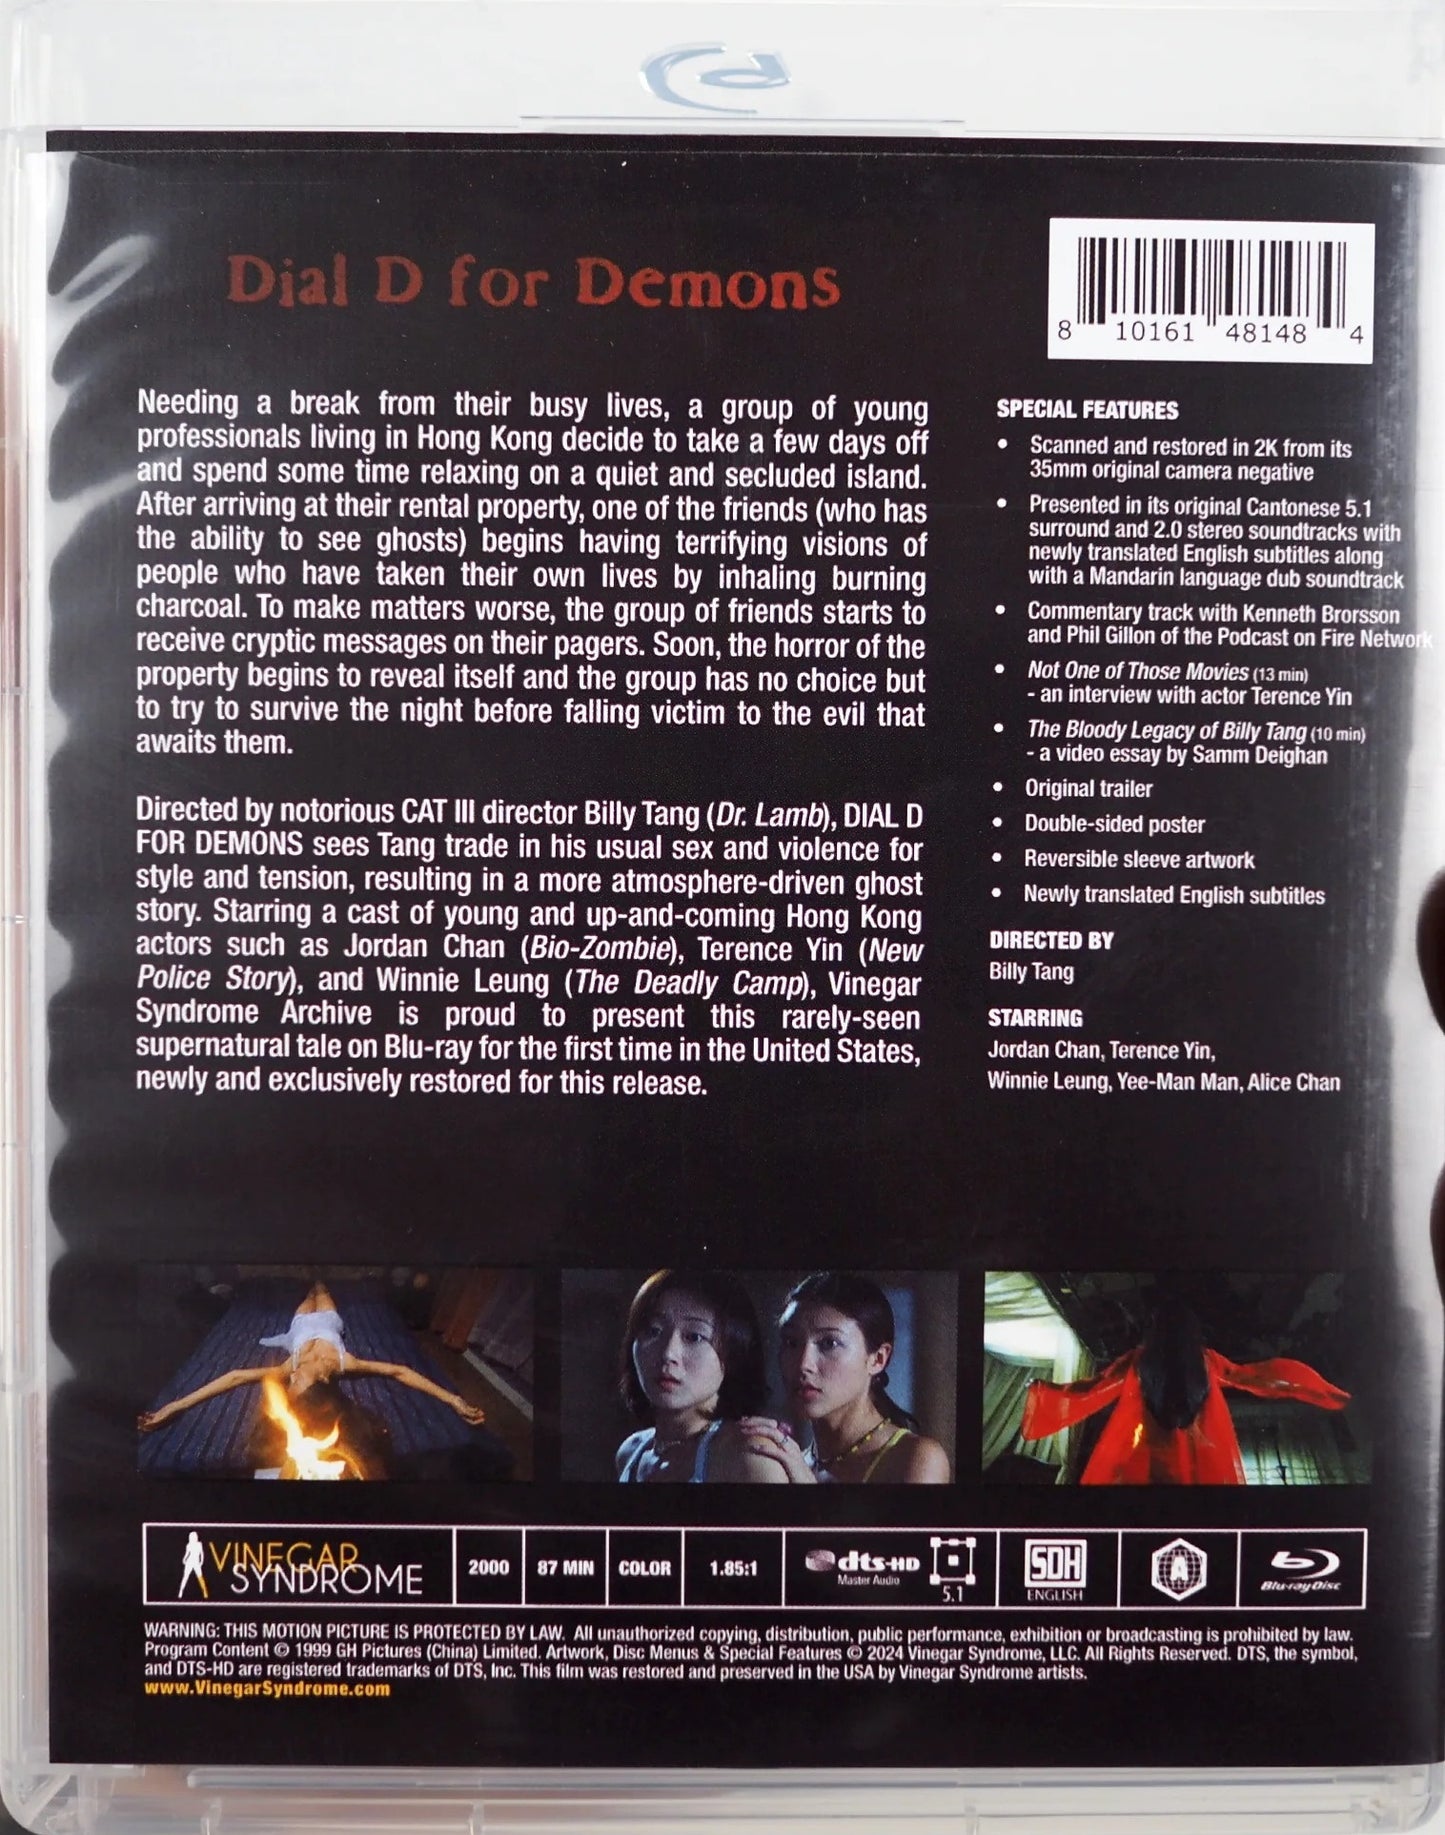 Dial D for Demons
8 10161 48148 4
Needing a break from their busy lives, a group of young
professionals living in Hong Kong decide to take a few days off
and spend some time relaxing on a quiet and secluded island.
After arriving at their rental property, one of the friends (who has
the ability to see ghosts) begins having terrifying visions of
people who have taken their own lives by inhaling burning
charcoal. To make matters worse, the group of friends starts to
receive cryptic messages on their pagers. Soon, the horror of the
property begins to reveal itself and the group has no choice but
to try to survive the night before falling victim to the evil that
awaits them.
Directed by notorious CAT III director Billy Tang (Dr. Lamb), DIAL D
FOR DEMONS sees Tang trade in his usual sex and violence for
style and tension, resulting in a more atmosphere-driven ghost
story. Starring a cast of young and up-and-coming Hong Kong
actors such as Jordan Chan (Bio-Zombie), Terence Yin (New
Police Story), and Winnie Leung (The Deadly Camp), Vinegar
Syndrome Archive is proud to present this rarely-seen
supernatural tale on Blu-ray for the first time in the United States,
newly and exclusively restored for this release.
SPECIAL FEATURES
• Scanned and restored in 2K from its
35mm original camera negative
• Presented in its original Cantonese 5.1
surround and 2.0 stereo soundtracks with
newly translated English subtitles along
with a Mandarin language dub soundtrack
• Commentary track with Kenneth Brorsson
and Phil Gillon of the Podcast on Fire Network
• Not One of Those Movies (13 min)
- an interview with actor Terence Yin
• The Bloody Legacy of Billy Tang (10 min)
- a video essay by Samm Deighan
• Original trailer
• Double-sided poster
• Reversible sleeve artwork
• Newly translated English subtitles
DIRECTED BY
Billy Tang
STARRING
Jordan Chan, Terence Yin,
Winnie Leung, Yee-Man Man, Alice Chan
VINEGAR
SYNDROME
2000
87 MIN
COLOR
1.85:1
dts-HD
Master Audio
5.1
SDH
ENGLISH
A
Blu-ray Disc
WARNING: THIS MOTION PICTURE IS PROTECTED BY LAW. All unauthorized copying, distribution, public performance, exhibition or broadcasting is prohibited by law.
Program Content © 1999 GH Pictures (China) Limited. Artwork, Disc Menus & Special Features © 2024 Vinegar Syndrome, LLC. All Rights Reserved. DTS, the symbol,
and DTS-HD are registered trademarks of DTS, Inc. This film was restored and preserved in the USA by Vinegar Syndrome artists.
www.VinegarSyndrome.com